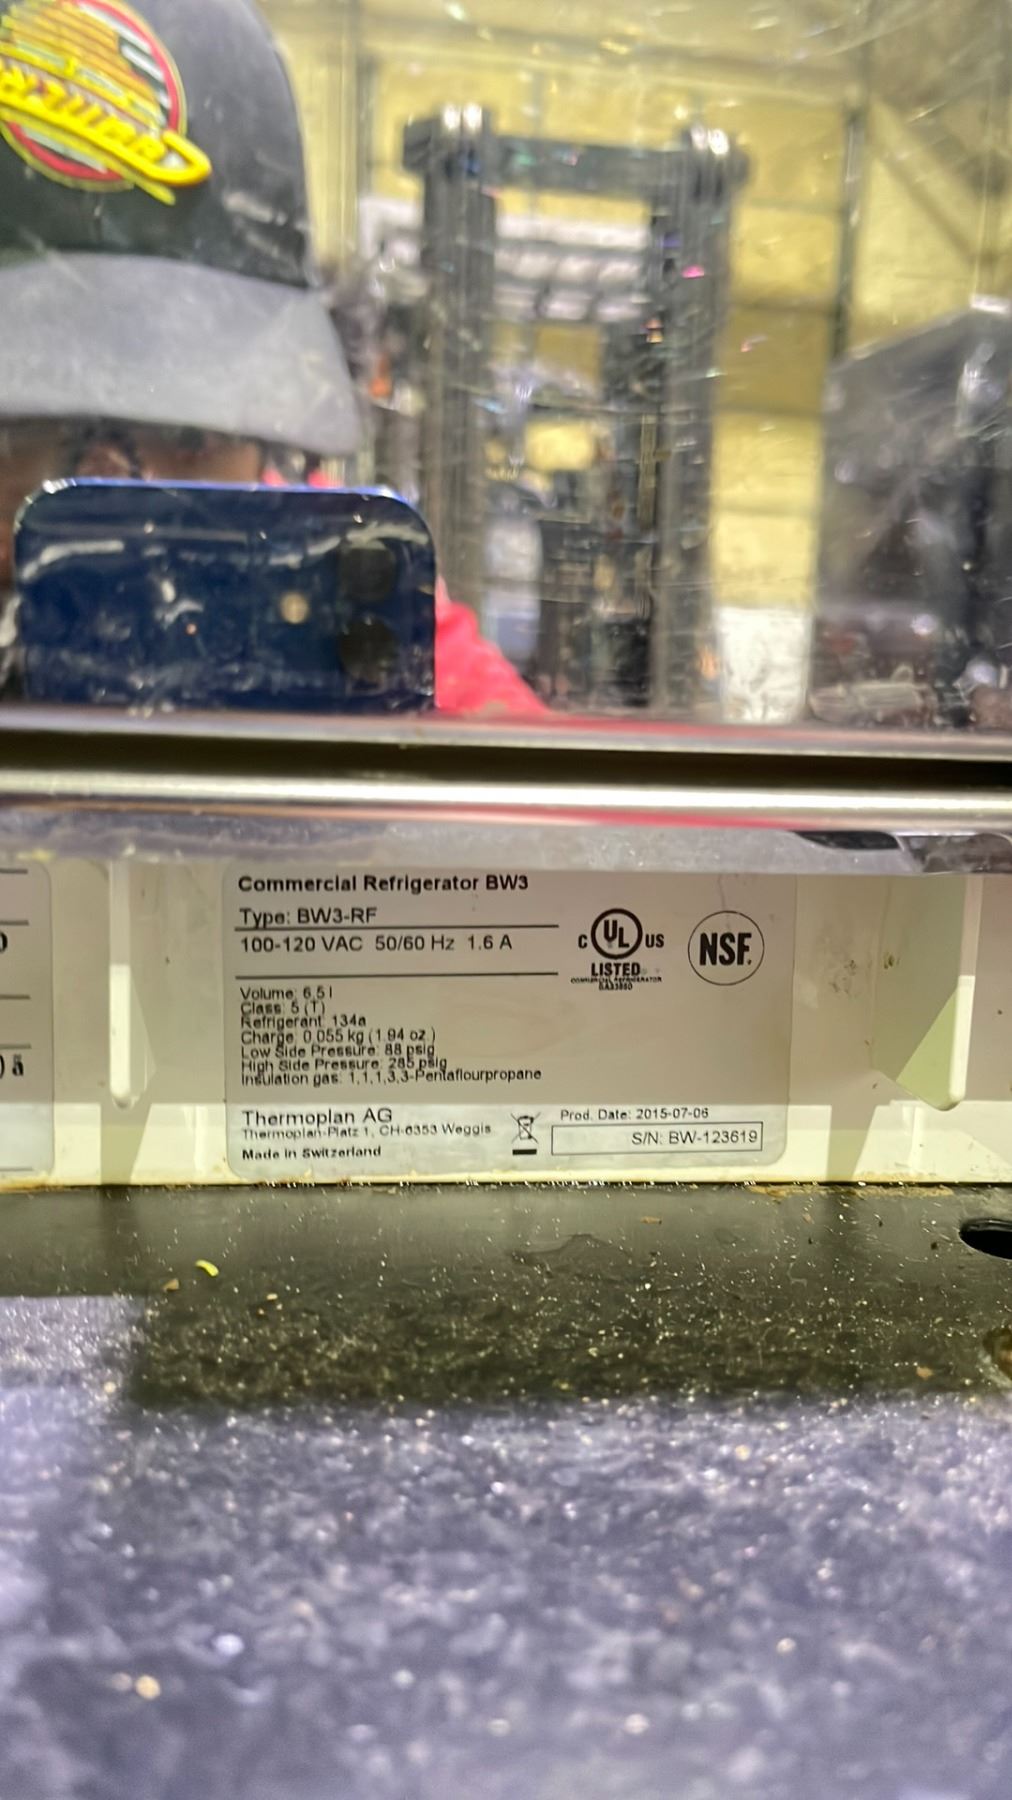 Canucks
Commercial Refrigerator BW3
Type: BW3-RF
100-120 VAC 50/60 Hz 1.6 A
C UL US
LISTED
COMMERCIAL REFRIGERATOR
NSF.
Volume: 6,5 l
Class: 5 (T)
Refrigerant: 134a
Charge: 0,055 kg (1.94 oz.)
Low Side Pressure: 88 psig
High Side Pressure: 285 psig
Insulation gas: 1,1,1,3,3-Pentaflourpropane
Thermoplan AG
Thermoplan-Platz 1, CH-6353 Weggis
Made in Switzerland
Prod. Date: 2015-07-06
S/N: BW-123619